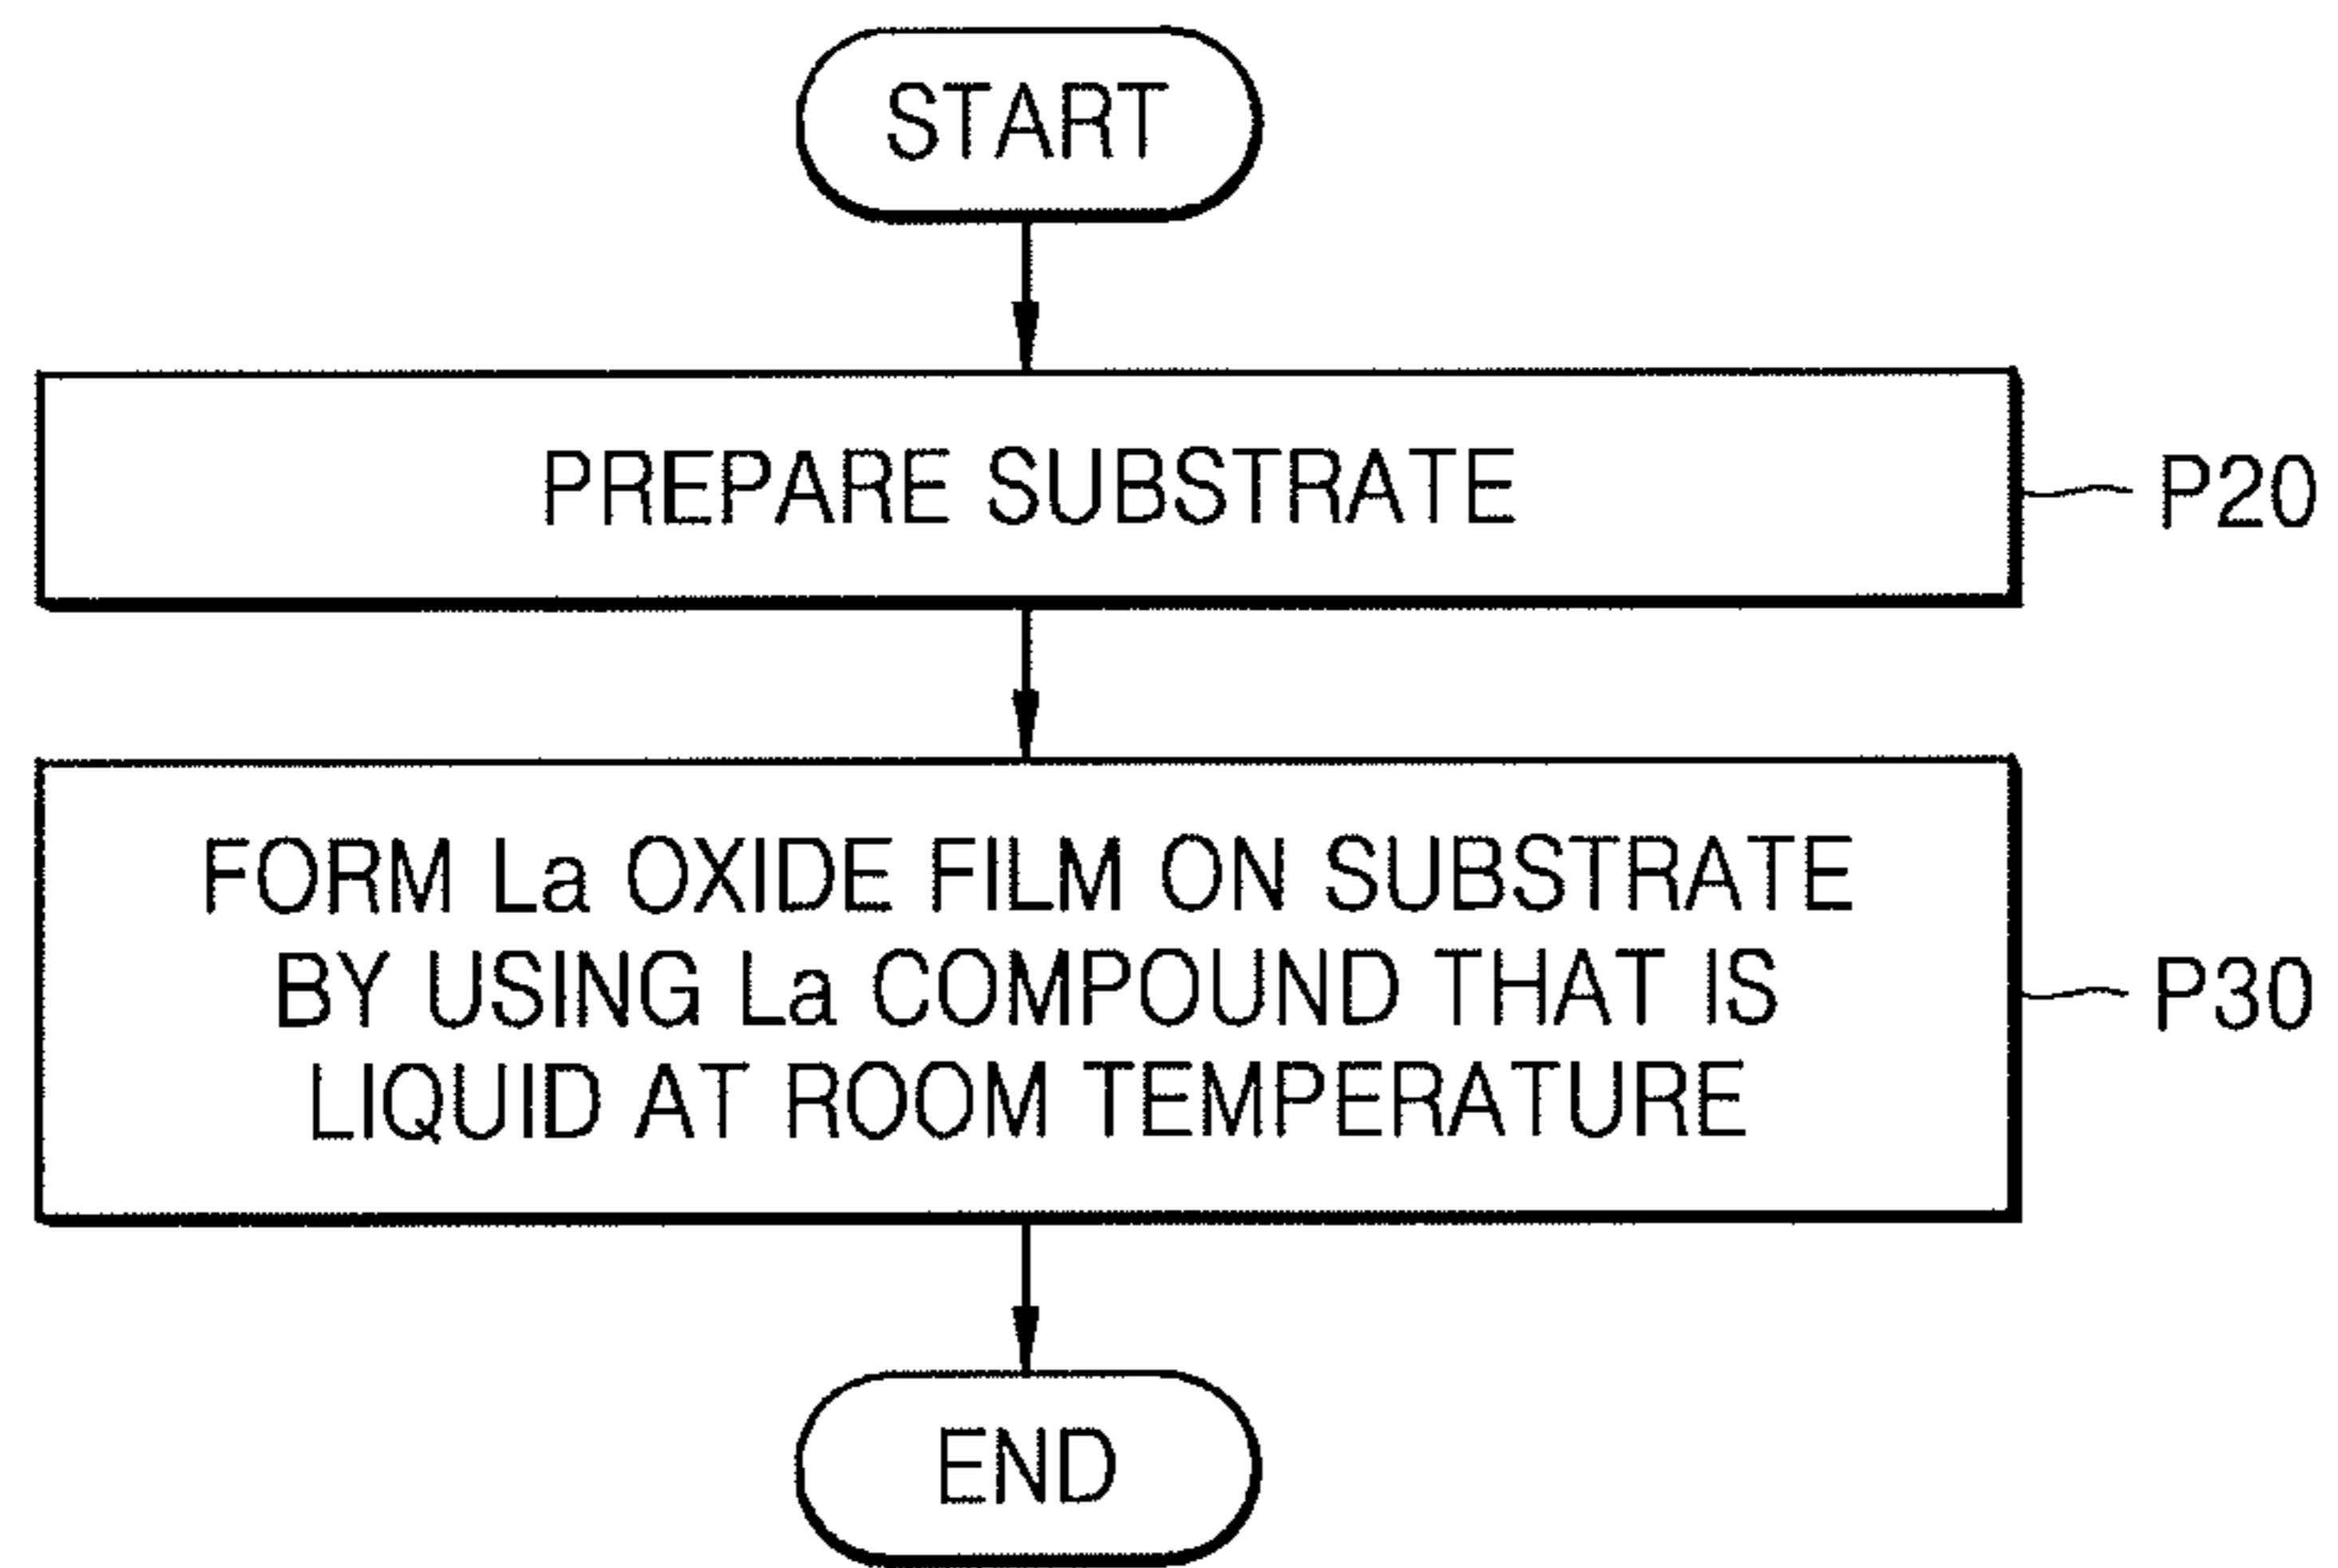 START
PREPARE SUBSTRATE
P20
FORM La OXIDE FILM ON SUBSTRATE
BY USING La COMPOUND THAT IS
LIQUID AT ROOM TEMPERATURE
P30
END